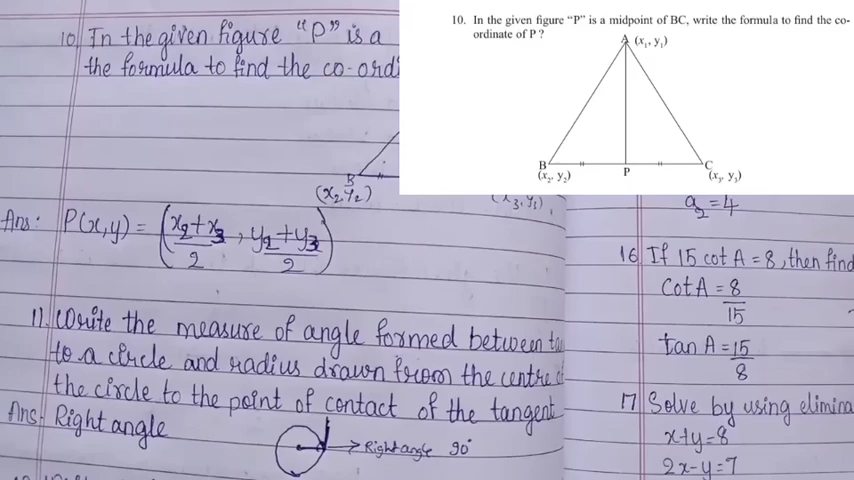 10. In the given figure "P" is a
the formula to find the co-ordi
B
(x₂, y₂)
(x₃, y₃)
Ans: P(x,y) = (x₂+x₃/2 , y₂+y₃/2)
11. Write the measure of angle formed between ta
to a circle and radius drawn from the centre of
the circle to the point of contact of the tangent
Ans: Right angle
Right angle 90°
10. In the given figure “P” is a midpoint of BC, write the formula to find the co-
ordinate of P ?
A (x₁, y₁)
B
(x₂, y₂)
P
C
(x₃, y₃)
a₂=4
16 If 15 cot A = 8, then find
cot A = 8/15
tan A = 15/8
17 Solve by using elimina
x+y=8
2x-y=7